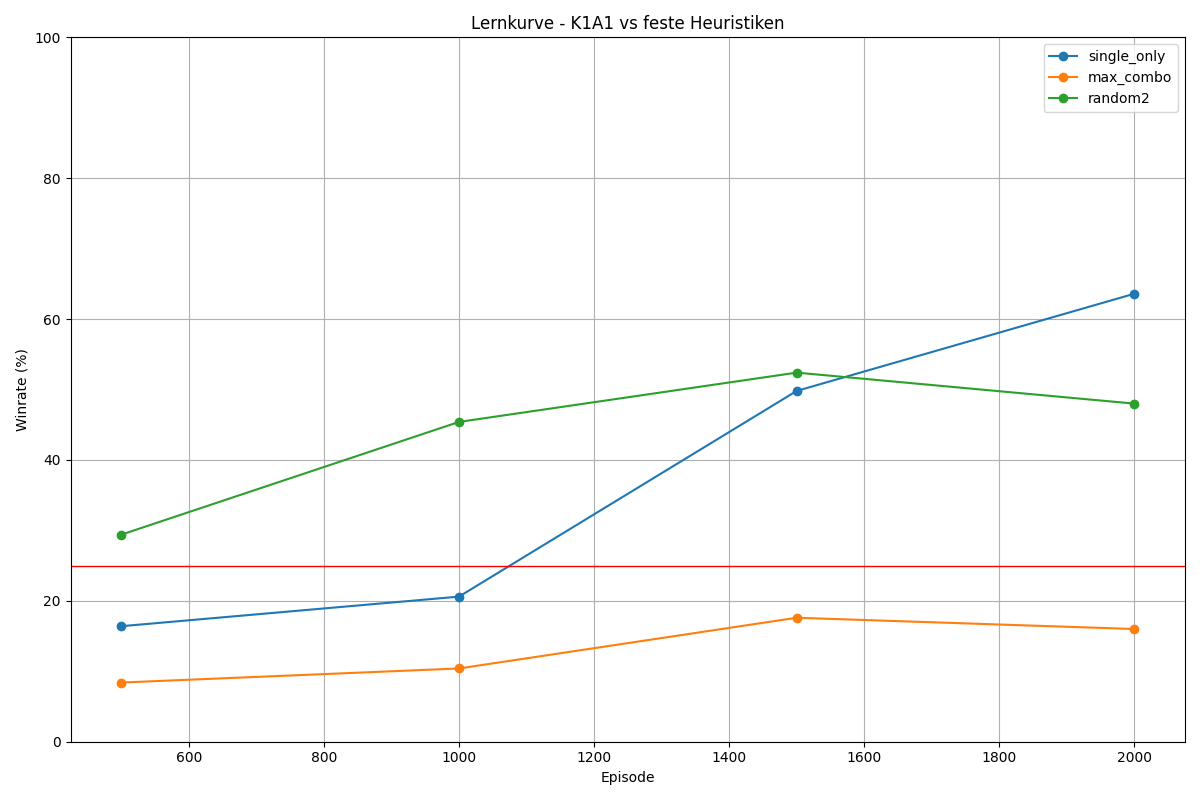 Lernkurve - K1A1 vs feste Heuristiken
single_only
max_combo
random2
Winrate (%)
100
80
60
40
20
0
600 800 1000 1200 1400 1600 1800 2000
Episode